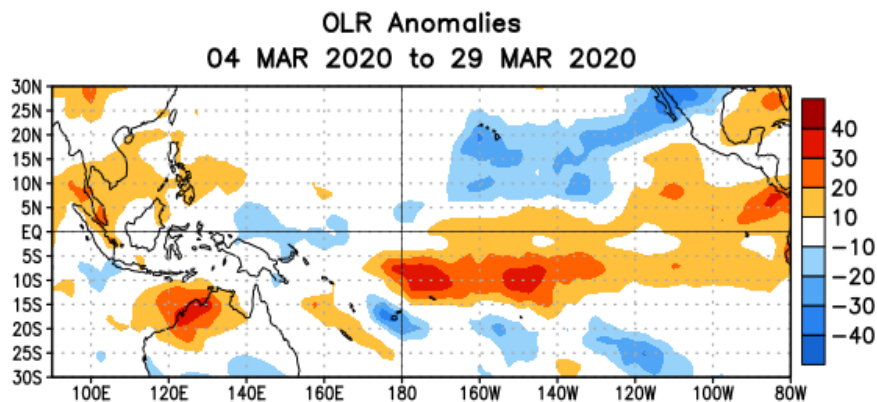 OLR Anomalies
04 MAR 2020 to 29 MAR 2020
30N
25N
20N
15N
10N
5N
EQ
5S
10S
15S
20S
25S
30S
100E 120E 140E 160E 180 160W 140W 120W 100W 80W
40
30
20
10
−10
−20
−30
−40